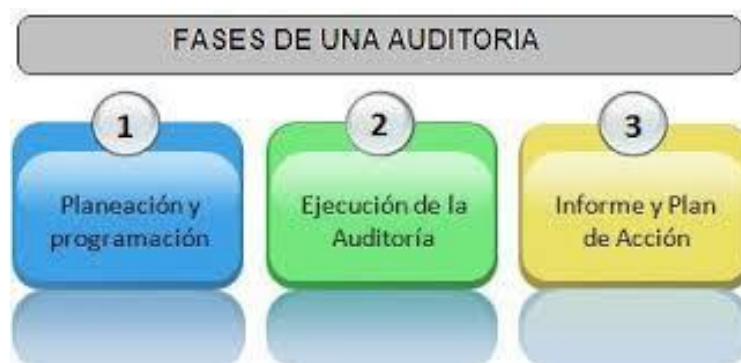 FASES DE UNA AUDITORIA
1
Planeación y
programación
2
Ejecución de la
Auditoría
3
Informe y Plan
de Acción